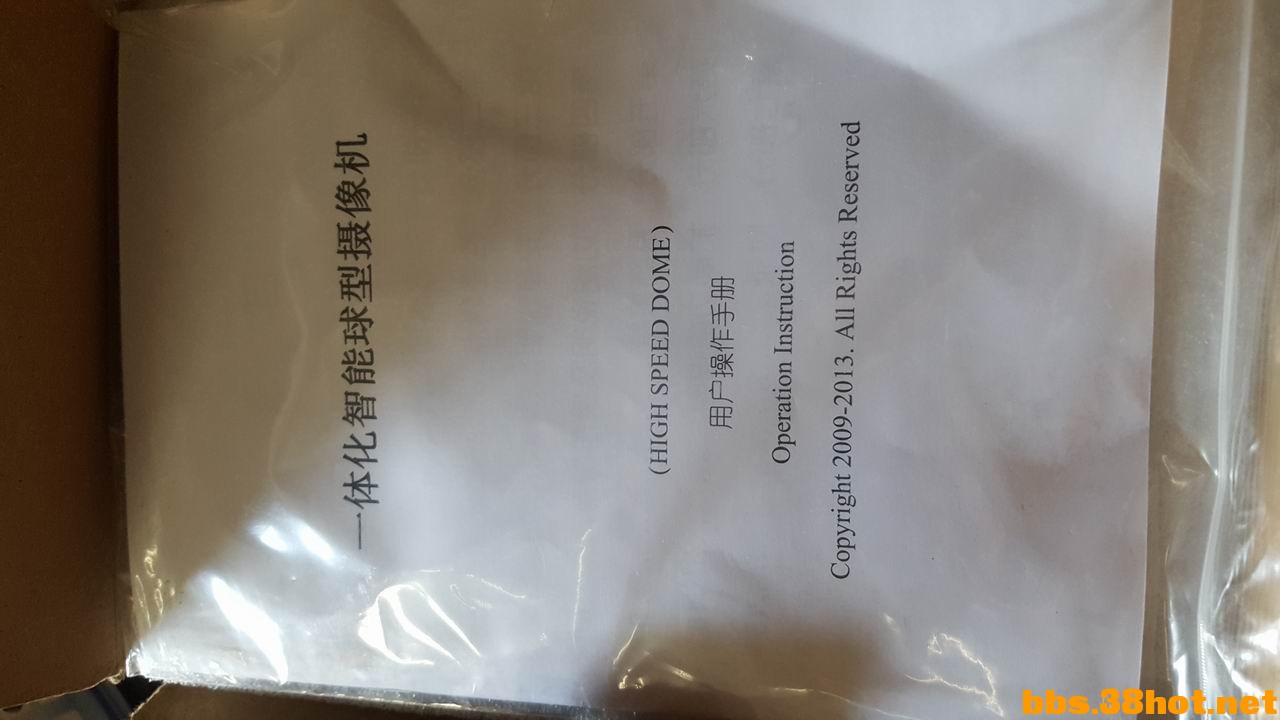 一体化智能球型摄像机
(HIGH SPEED DOME)
用户操作手册
Operation Instruction
Copyright 2009-2013. All Rights Reserved
bbs.38hot.net